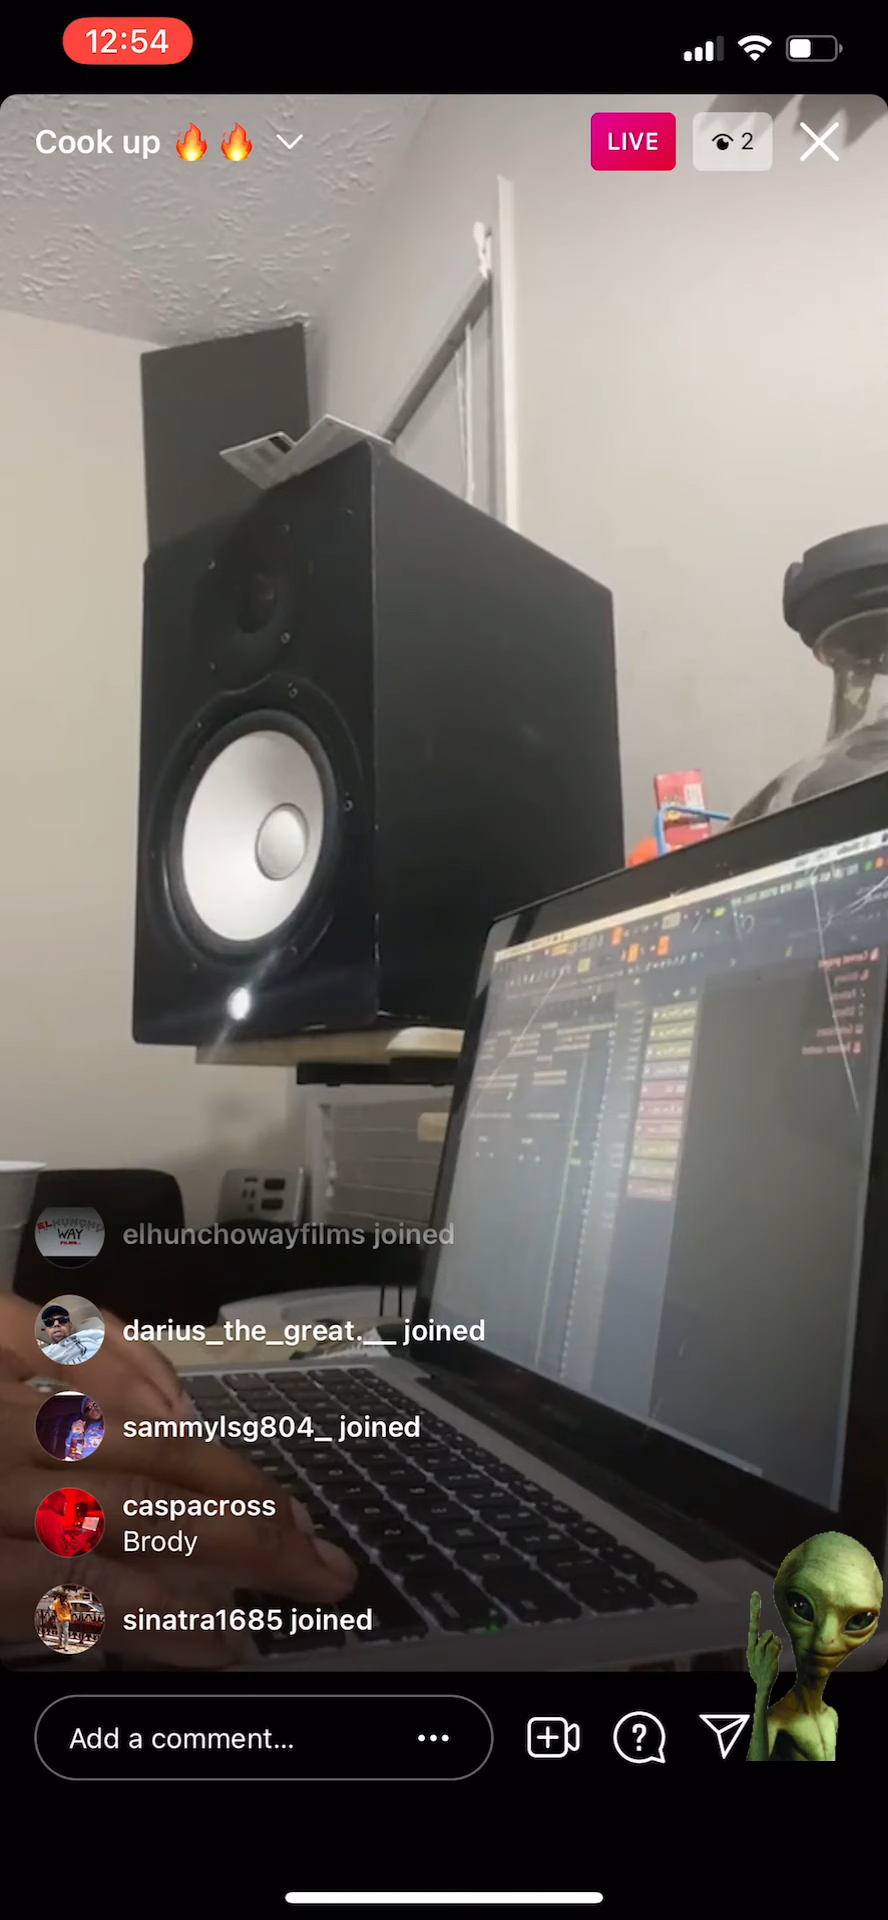 12:54
Cook up 🔥🔥
LIVE
2
elhunchowayfilms joined
darius_the_great.__ joined
sammylsg804_ joined
caspacross
Brody
sinatra1685 joined
Add a comment...